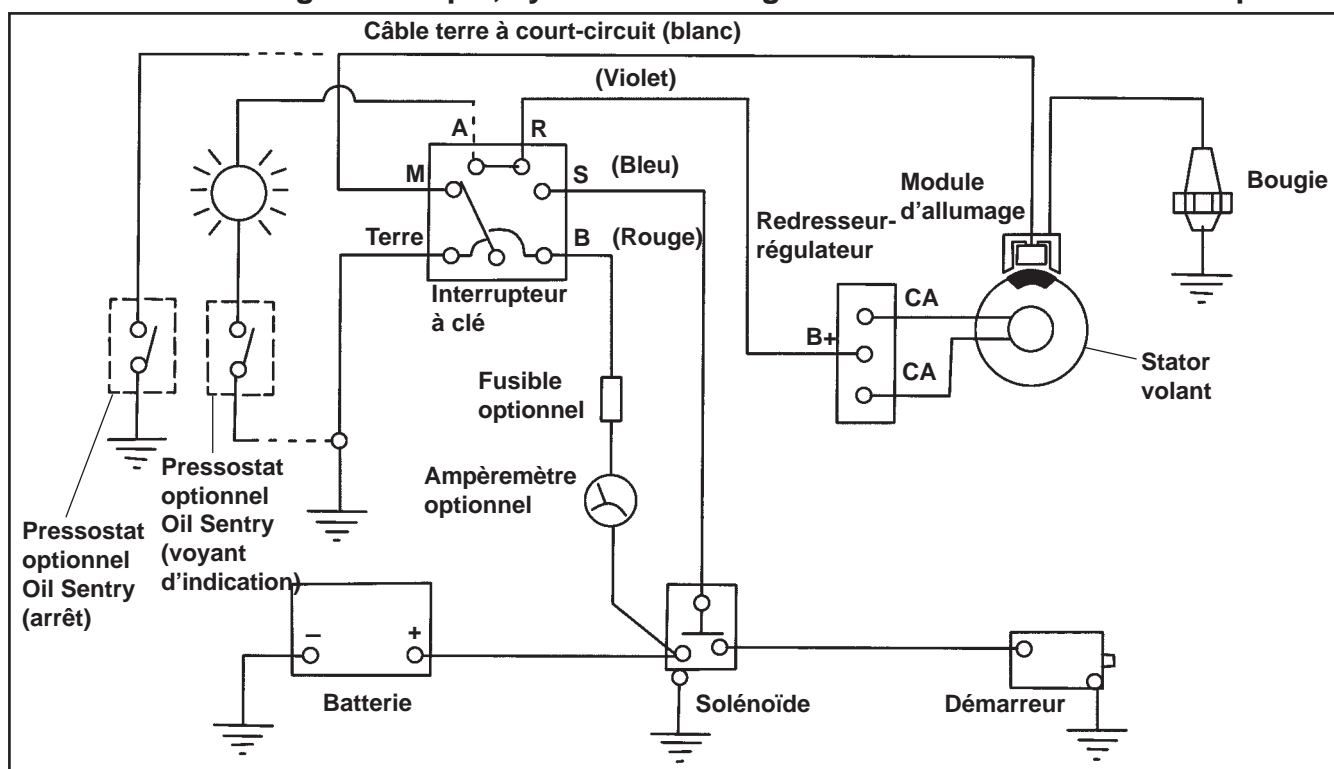 Câble terre à court-circuit (blanc)
(Violet)
A
R
M
S
(Bleu)
Module
d'allumage
Bougie
Redresseur-
régulateur
Terre
B
(Rouge)
Interrupteur
à clé
CA
B+
CA
Stator
volant
Fusible
optionnel
Ampèremètre
optionnel
Pressostat
optionnel
Oil Sentry
(voyant
d'indication)
Pressostat
optionnel
Oil Sentry
(arrêt)
–
+
Batterie
Solénoïde
Démarreur